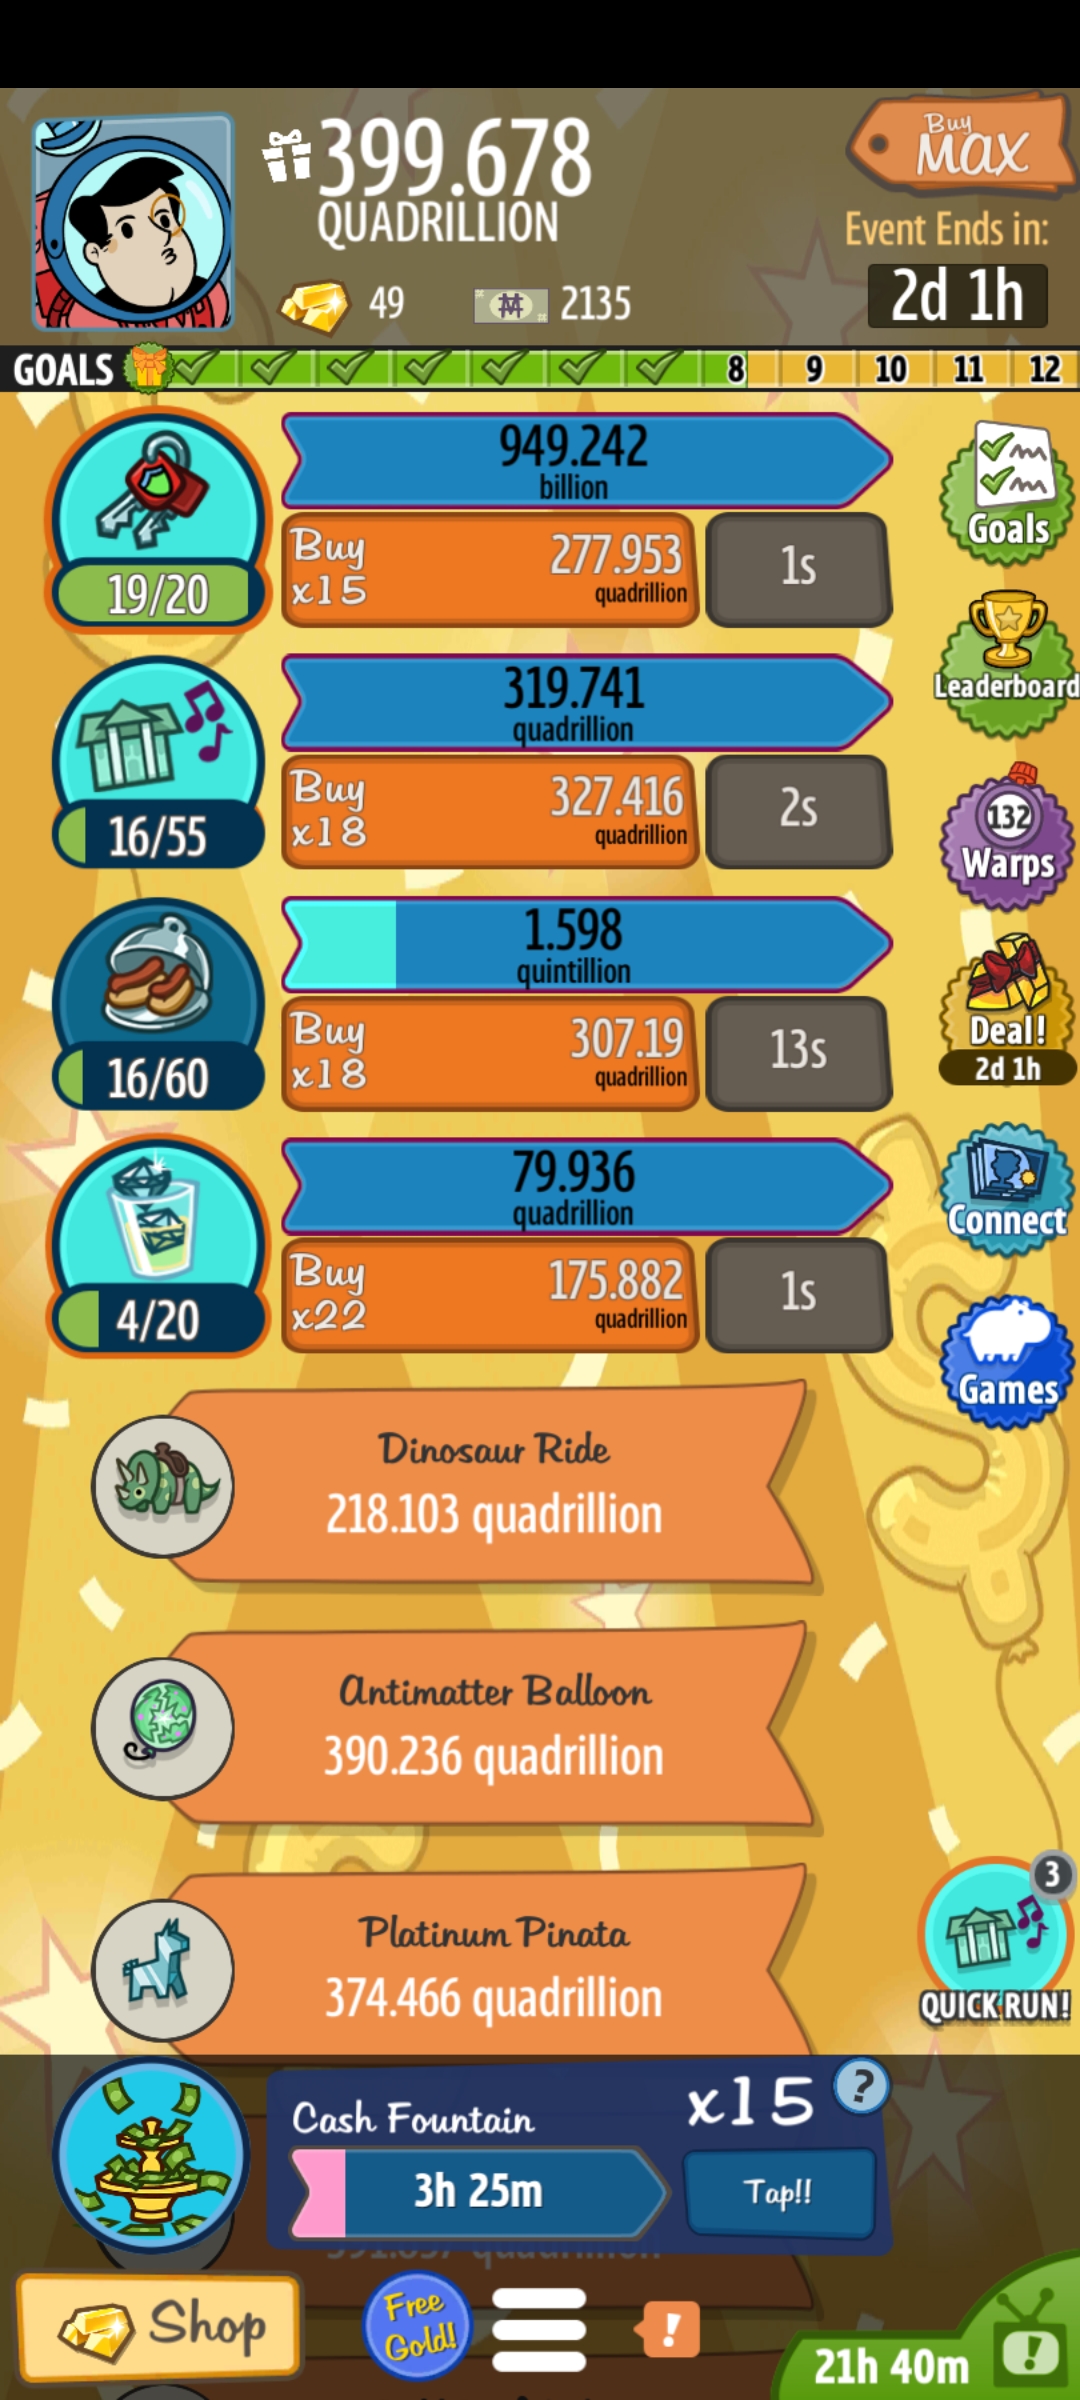 399.678
QUADRILLION
Buy
MAX
Event Ends in:
2d 1h
49
2135
GOALS
8 9 10 11 12
949.242
billion
Buy
x15
277.953
quadrillion
1s
19/20
Goals
Leaderboard
319.741
quadrillion
Buy
x18
327.416
quadrillion
2s
16/55
132
Warps
1.598
quintillion
Buy
x18
307.19
quadrillion
13s
16/60
Deal!
2d 1h
79.936
quadrillion
Buy
x22
175.882
quadrillion
1s
4/20
Connect
Games
Dinosaur Ride
218.103 quadrillion
Antimatter Balloon
390.236 quadrillion
Platinum Pinata
374.466 quadrillion
3
QUICK RUN!
Cash Fountain
x15
?
3h 25m
Tap!!
quadrillion
Shop
Free
Gold!
!
21h 40m
!